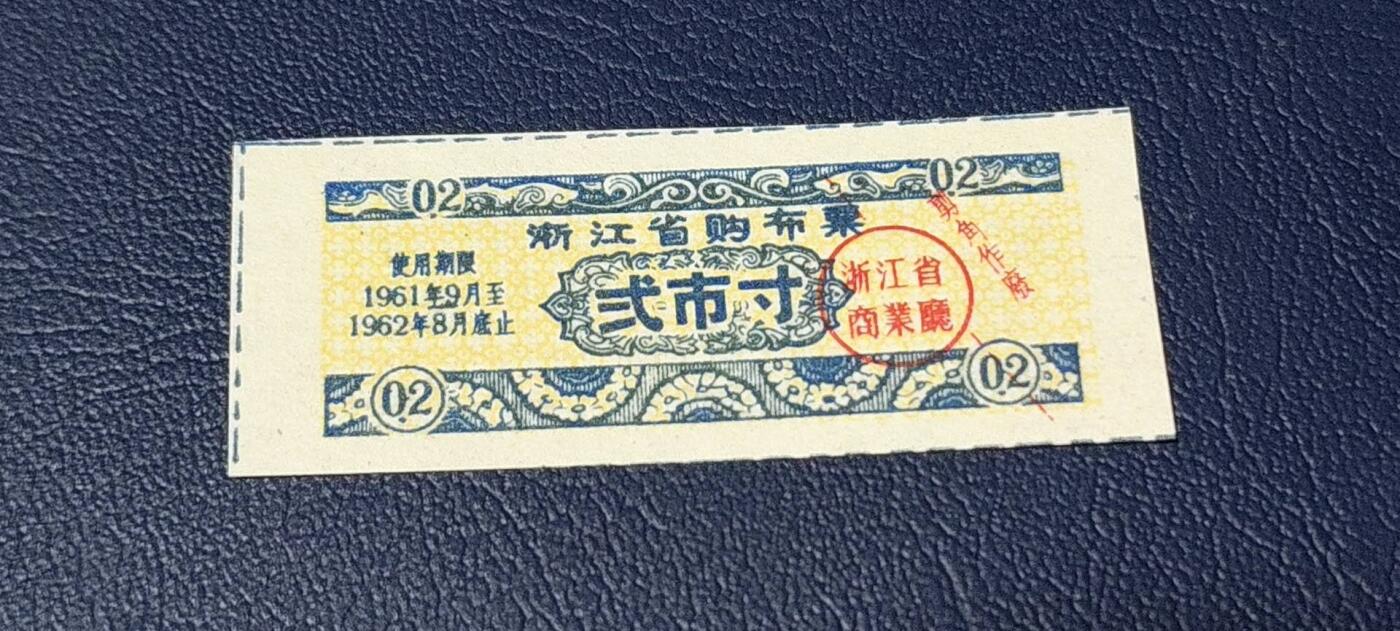 02 02
浙江省购布票
使用期限
1961年9月至
1962年8月底止
弍市寸
浙江省
商業廳
剪角作廢
02 02